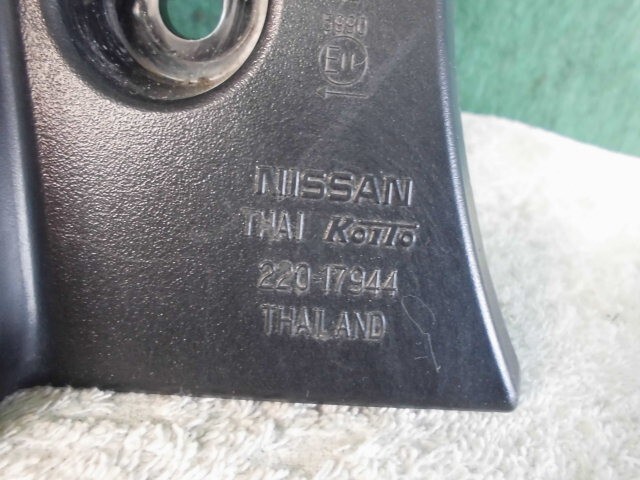 NISSAN
THAI KOITO
220-17944
THAILAND